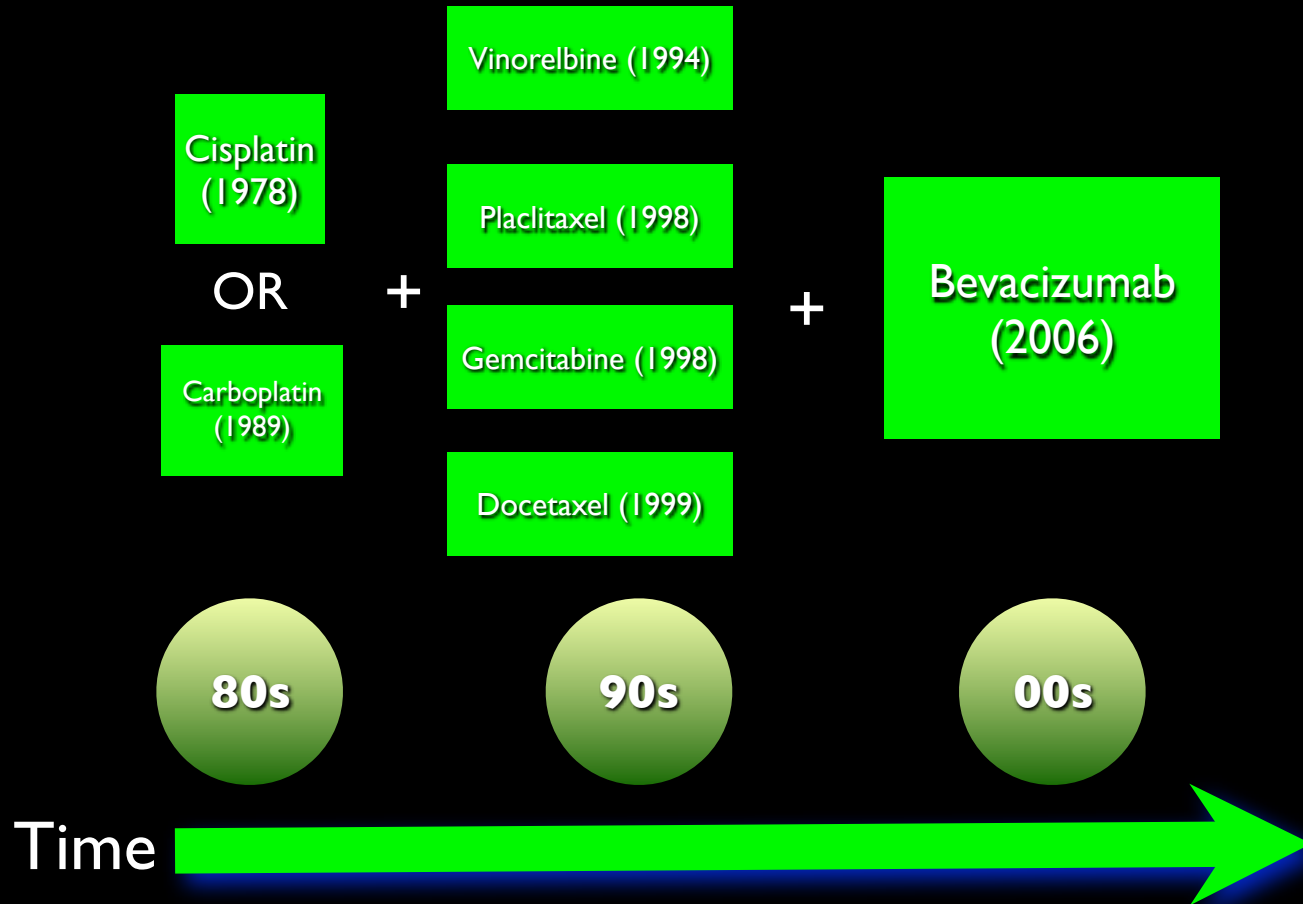 Vinorelbine (1994)
Cisplatin
(1978)
Placlitaxel (1998)
OR
+
+
Bevacizumab
(2006)
Gemcitabine (1998)
Carboplatin
(1989)
Docetaxel (1999)
80s
90s
00s
Time